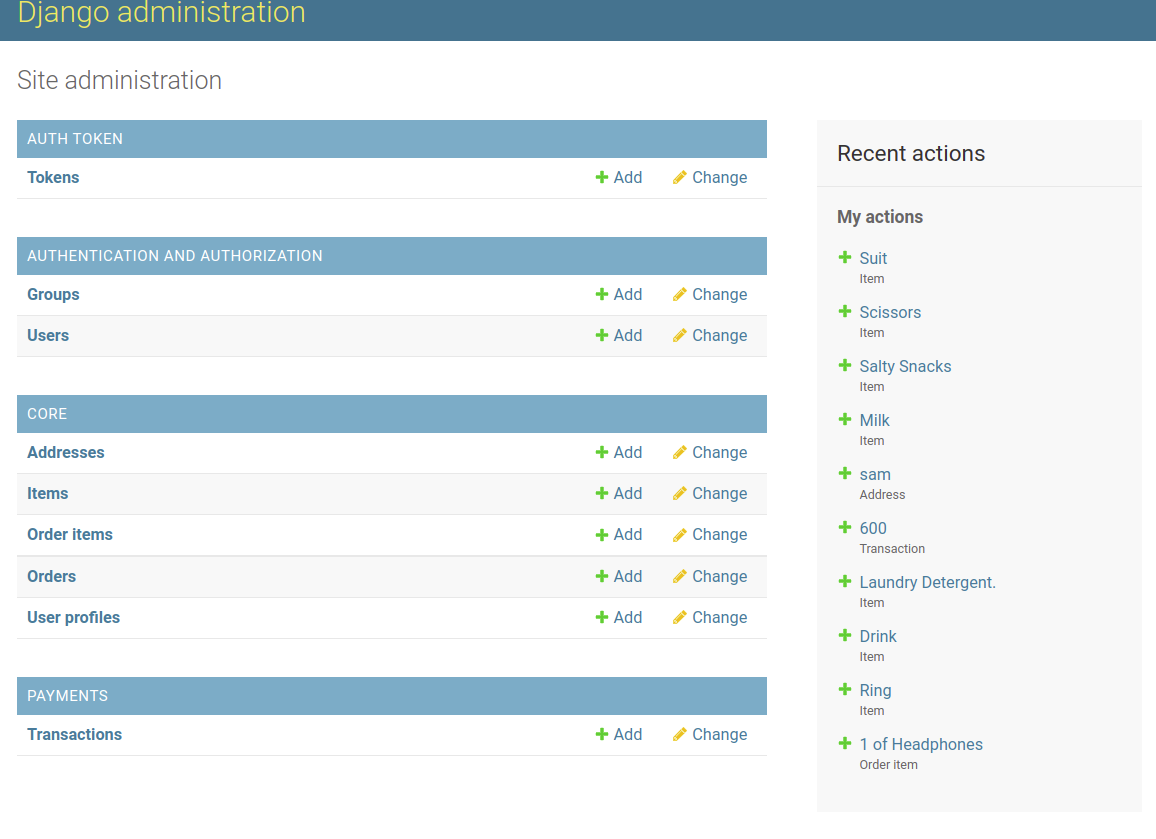 Django administration
Site administration
AUTH TOKEN
Tokens Add Change
AUTHENTICATION AND AUTHORIZATION
Groups Add Change
Users Add Change
CORE
Addresses Add Change
Items Add Change
Order items Add Change
Orders Add Change
User profiles Add Change
PAYMENTS
Transactions Add Change
Recent actions
My actions
Suit
Item
Scissors
Item
Salty Snacks
Item
Milk
Item
sam
Address
600
Transaction
Laundry Detergent.
Item
Drink
Item
Ring
Item
1 of Headphones
Order item